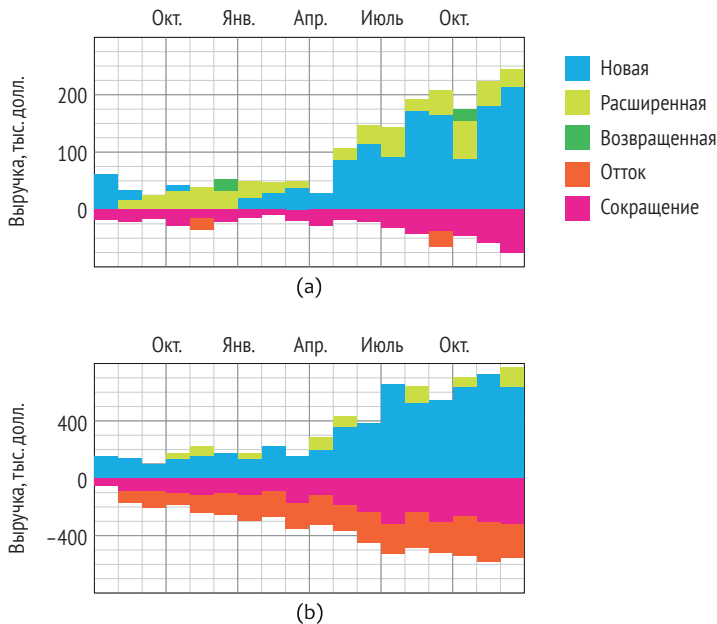 Окт. Янв. Апр. Июль Окт.
Выручка, тыс. долл.
200
100
0
Новая
Расширенная
Возвращенная
Отток
Сокращение
(a)
Окт. Янв. Апр. Июль Окт.
Выручка, тыс. долл.
400
0
−400
(b)